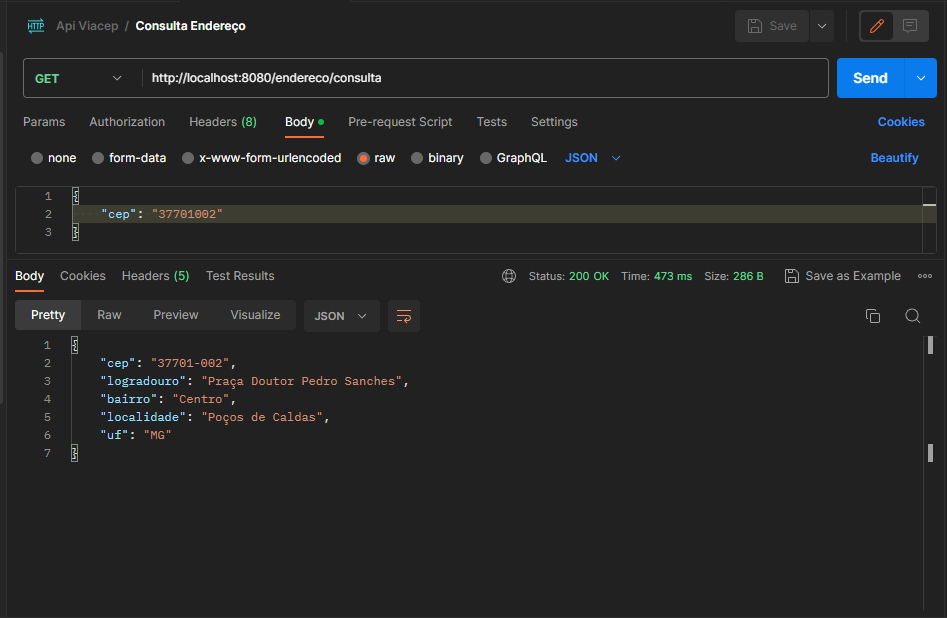 HTTP Api Viacep / Consulta Endereço Save
GET http://localhost:8080/endereco/consulta Send
Params Authorization Headers (8) Body Pre-request Script Tests Settings Cookies
none form-data x-www-form-urlencoded raw binary GraphQL JSON Beautify
1 {
2 "cep": "37701002"
3 }
Body Cookies Headers (5) Test Results Status: 200 OK Time: 473 ms Size: 286 B Save as Example
Pretty Raw Preview Visualize JSON
1 {
2 "cep": "37701-002",
3 "logradouro": "Praça Doutor Pedro Sanches",
4 "bairro": "Centro",
5 "localidade": "Poços de Caldas",
6 "uf": "MG"
7 }